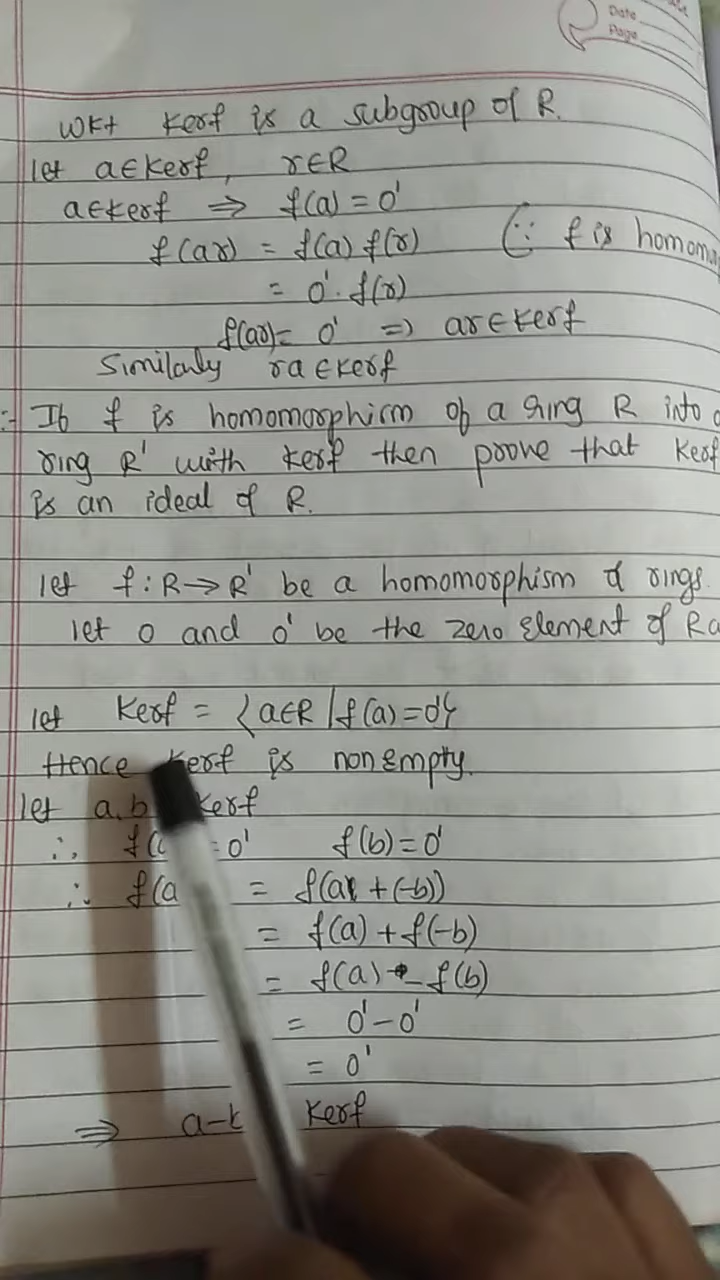 Date
Page
WKt Kerf is a subgroup of R.
let a∈Kerf, r∈R
a∈Kerf ⇒ f(a) = 0'
f(ar) = f(a) f(r) (∵ f is homom
= 0'. f(r)
f(ar)= 0' ⇒ ar∈Kerf
Similarly ra∈Kerf
:- If f is homomorphism of a ring R into a
ring R' with Kerf then prove that Kerf
is an ideal of R.
let f: R→R' be a homomorphism of rings.
let 0 and 0' be the zero element of R a
let Kerf = {a∈R / f(a)=0'}
Hence Kerf is nonempty.
let a, b Kerf
∴ f( =0' f(b)=0'
∴ f(a = f(a + (-b))
= f(a) + f(-b)
= f(a) - f(b)
= 0' - 0'
= 0'
⇒ a- Kerf